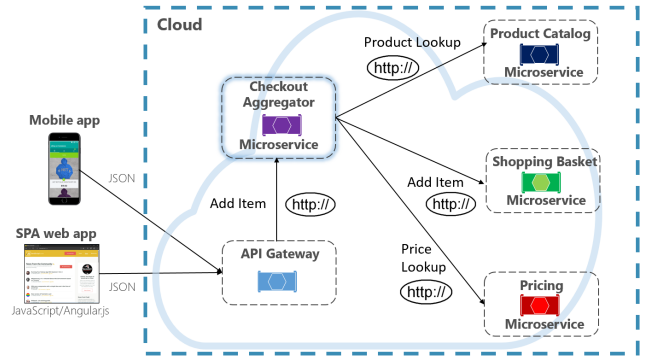 Cloud
Product Lookup
http://
Product Catalog
Microservice
Checkout
Aggregator
Microservice
Mobile app
JSON
Shopping Basket
Microservice
Add Item
http://
Add Item
http://
SPA web app
JSON
JavaScript/Angular.js
API Gateway
Price
Lookup
http://
Pricing
Microservice